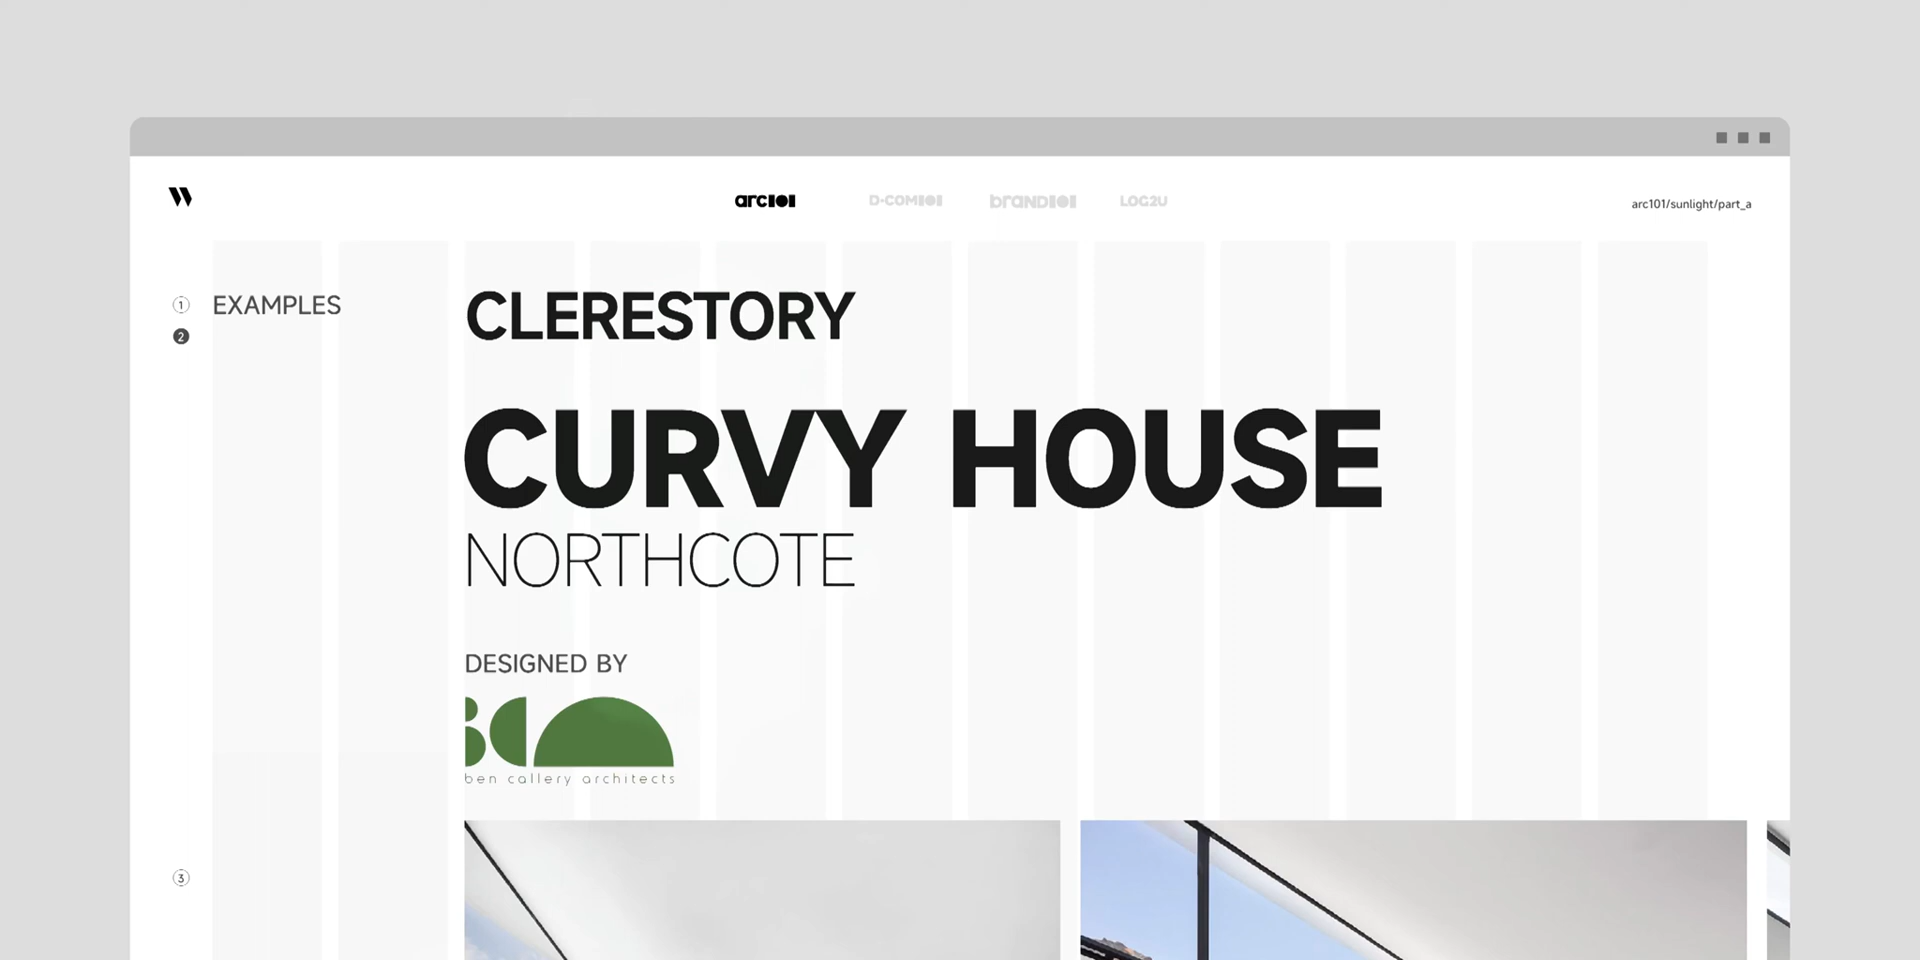 arc101
D-COM101
brand101
LOG2U
arc101/sunlight/part_a
1
EXAMPLES
2
CLERESTORY
CURVY HOUSE
NORTHCOTE
DESIGNED BY
ben callery architects
3